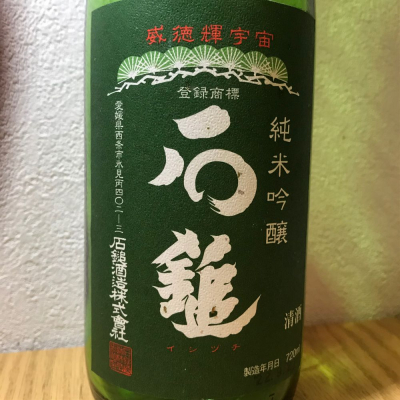 威徳輝宇宙
登録商標
純米吟醸
石鎚
イシヅチ
愛媛県西条市氷見丙四〇二ー三
石鎚酒造株式會社
清酒
720ml
製造年月日